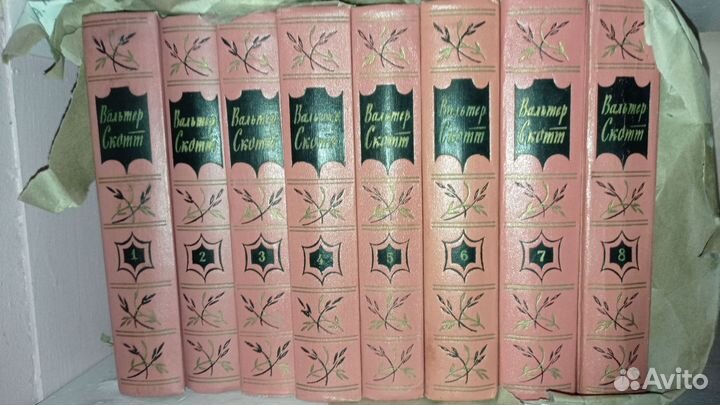 Вальтер
Скотт
1
Вальтер
Скотт
2
Вальтер
Скотт
3
Вальтер
Скотт
4
Вальтер
Скотт
5
Вальтер
Скотт
6
Вальтер
Скотт
7
Вальтер
Скотт
8
Avito